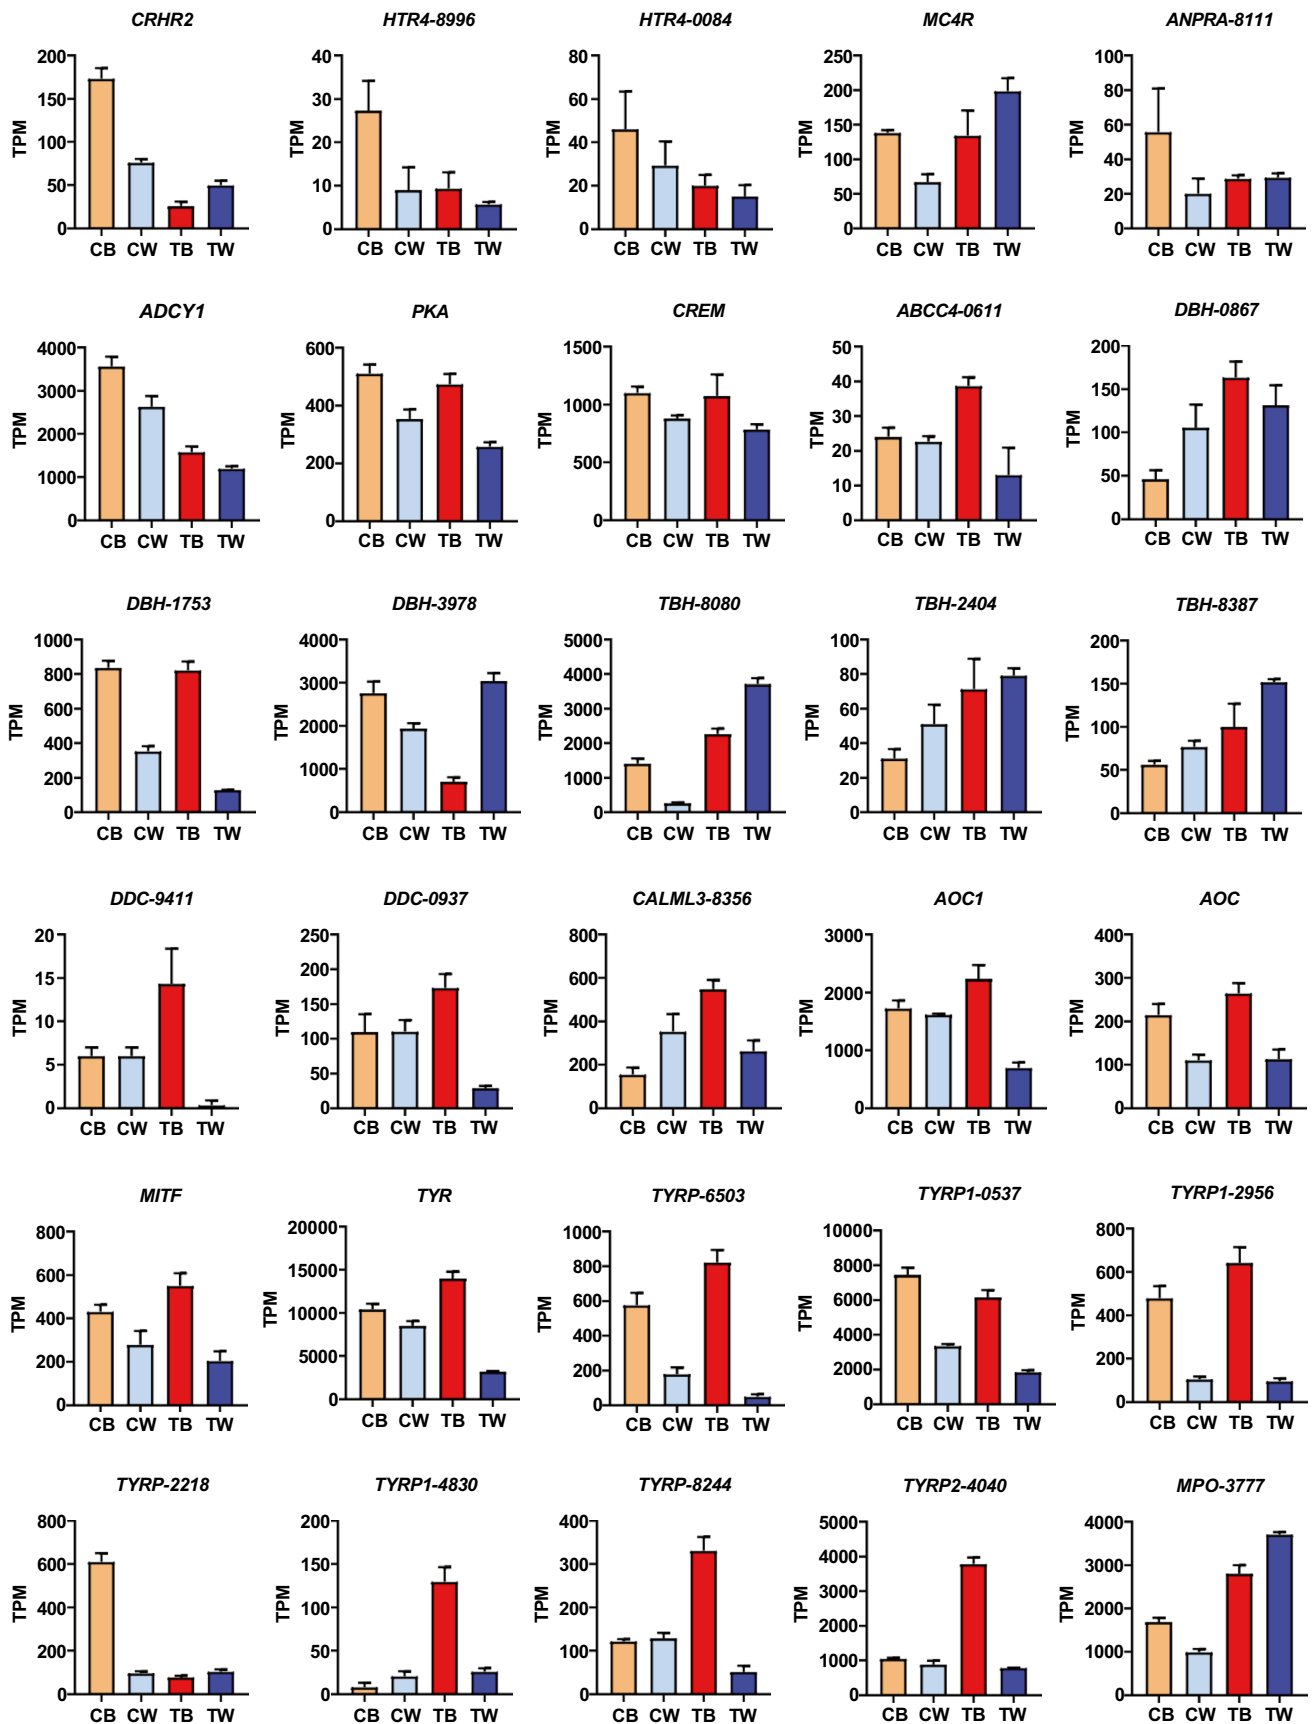 CRHR2 HTR4-8996 HTR4-0084 MC4R ANPRA-8111
200 40 80 250 100
150 30 60 200 80
100 20 40 150 60
50 10 20 100 40
0 0 0 50 20
0 0
TPM TPM TPM TPM TPM
CB CW TB TW CB CW TB TW CB CW TB TW CB CW TB TW CB CW TB TW
ADCY1 PKA CREM ABCC4-0611 DBH-0867
4000 600 1500 50 200
3000 400 1000 40 150
2000 200 500 30 100
1000 0 0 20 50
0 10 0
0
TPM TPM TPM TPM TPM
CB CW TB TW CB CW TB TW CB CW TB TW CB CW TB TW CB CW TB TW
DBH-1753 DBH-3978 TBH-8080 TBH-2404 TBH-8387
1000 4000 5000 100 200
800 3000 4000 80 150
600 2000 3000 60 100
400 1000 2000 40 50
200 0 1000 20 0
0 0 0
TPM TPM TPM TPM TPM
CB CW TB TW CB CW TB TW CB CW TB TW CB CW TB TW CB CW TB TW
DDC-9411 DDC-0937 CALML3-8356 AOC1 AOC
20 250 800 3000 400
15 200 600 2000 300
10 150 400 1000 200
5 100 200 0 100
0 50 0 0
0
TPM TPM TPM TPM TPM
CB CW TB TW CB CW TB TW CB CW TB TW CB CW TB TW CB CW TB TW
MITF TYR TYRP-6503 TYRP1-0537 TYRP1-2956
800 20000 1000 10000 800
600 15000 800 8000 600
400 10000 600 6000 400
200 5000 400 4000 200
0 0 200 2000 0
0 0
TPM TPM TPM TPM TPM
CB CW TB TW CB CW TB TW CB CW TB TW CB CW TB TW CB CW TB TW
TYRP-2218 TYRP1-4830 TYRP-8244 TYRP2-4040 MPO-3777
800 200 400 5000 4000
600 150 300 4000 3000
400 100 200 3000 2000
200 50 100 2000 1000
0 0 0 1000 0
0
TPM TPM TPM TPM TPM
CB CW TB TW CB CW TB TW CB CW TB TW CB CW TB TW CB CW TB TW